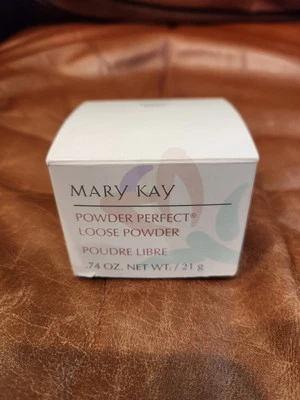 MARY KAY
POWDER PERFECT®
LOOSE POWDER
POUDRE LIBRE
.74 OZ. NET WT. / 21 g